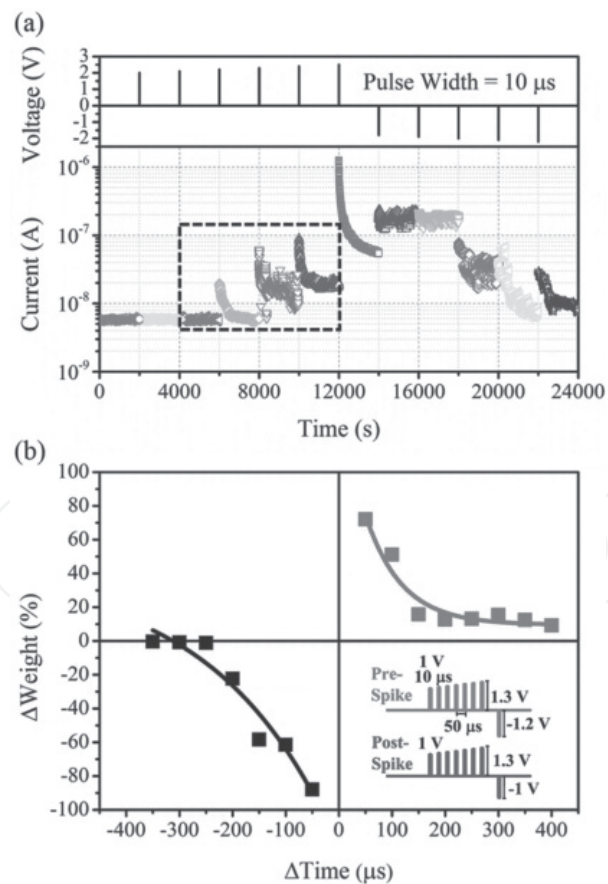 (a)
3
2
1
0
-1
-2
Voltage (V)
Pulse Width = 10 μs
10⁻⁶
10⁻⁷
10⁻⁸
10⁻⁹
Current (A)
0 4000 8000 12000 16000 20000 24000
Time (s)
(b)
100
80
60
40
20
0
-20
-40
-60
-80
-100
ΔWeight (%)
1 V
Pre- 10 μs
Spike 1.3 V
50 μs -1.2 V
Post- 1 V
Spike 1.3 V
-1 V
-400 -300 -200 -100 0 100 200 300 400
ΔTime (μs)